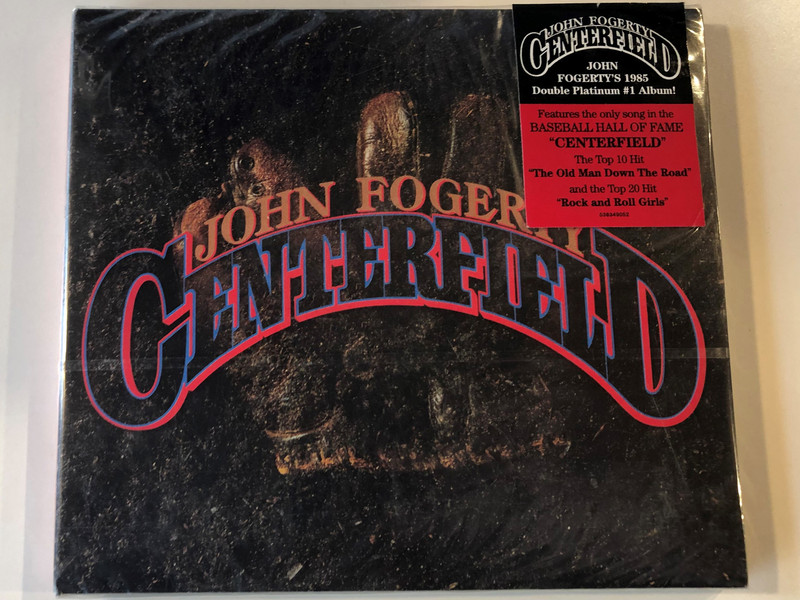 JOHN FOGERTY
CENTERFIELD
JOHN
FOGERTY'S 1985
Double Platinum #1 Album!
Features the only song in the
BASEBALL HALL OF FAME
"CENTERFIELD"
The Top 10 Hit
"The Old Man Down The Road"
and the Top 20 Hit
"Rock and Roll Girls"
JOHN FOGERTY
CENTERFIELD